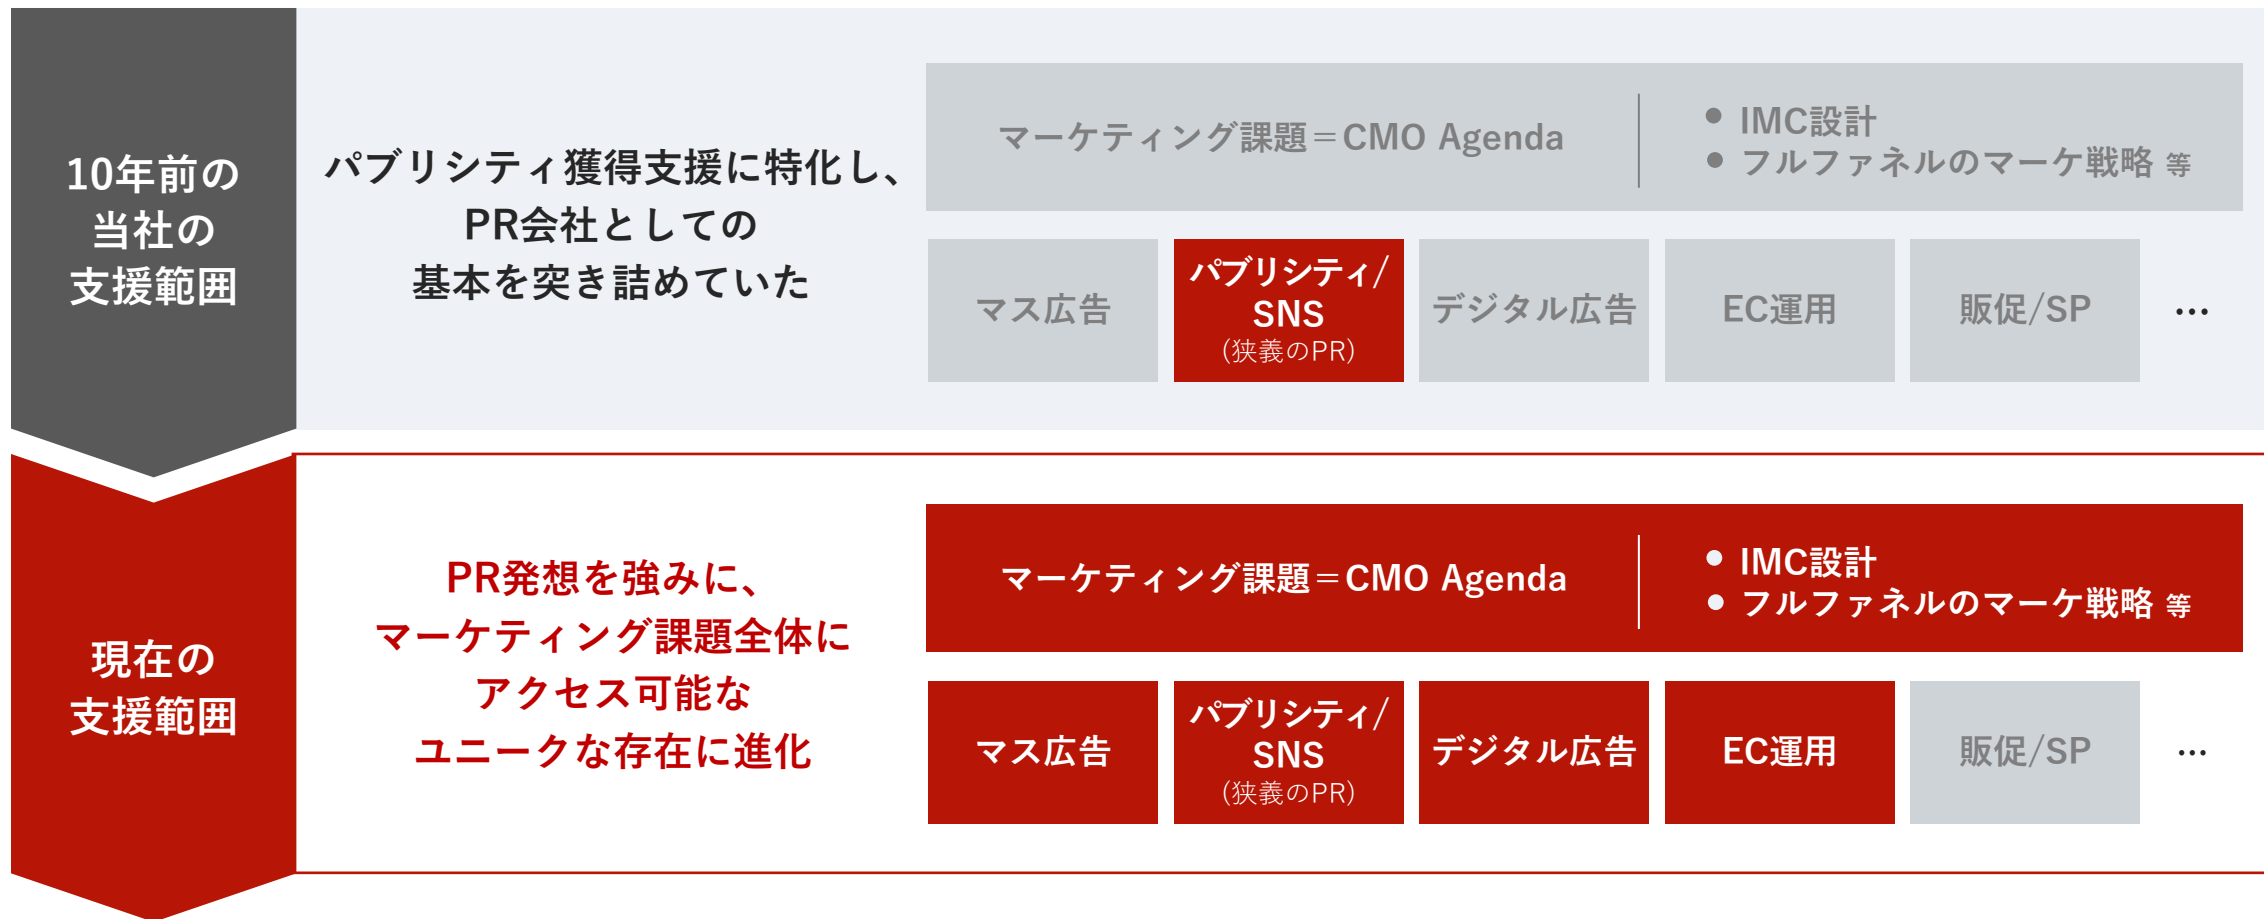 10年前の
当社の
支援範囲
パブリシティ獲得支援に特化し、
PR会社としての
基本を突き詰めていた
マーケティング課題＝CMO Agenda
● IMC設計
● フルファネルのマーケ戦略 等
マス広告
パブリシティ/
SNS
(狭義のPR)
デジタル広告
EC運用
販促/SP
…
現在の
支援範囲
PR発想を強みに、
マーケティング課題全体に
アクセス可能な
ユニークな存在に進化
マーケティング課題＝CMO Agenda
● IMC設計
● フルファネルのマーケ戦略 等
マス広告
パブリシティ/
SNS
(狭義のPR)
デジタル広告
EC運用
販促/SP
…